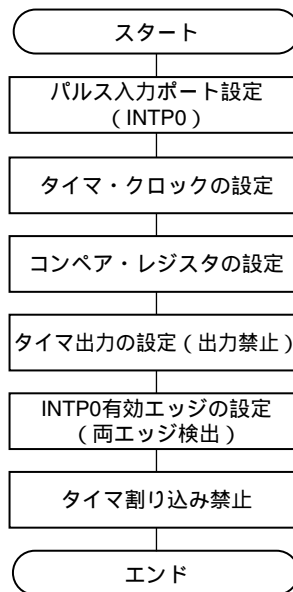 スタート
パルス入力ポート設定
（INTP0）
タイマ・クロックの設定
コンペア・レジスタの設定
タイマ出力の設定（出力禁止）
INTP0有効エッジの設定
（両エッジ検出）
タイマ割り込み禁止
エンド